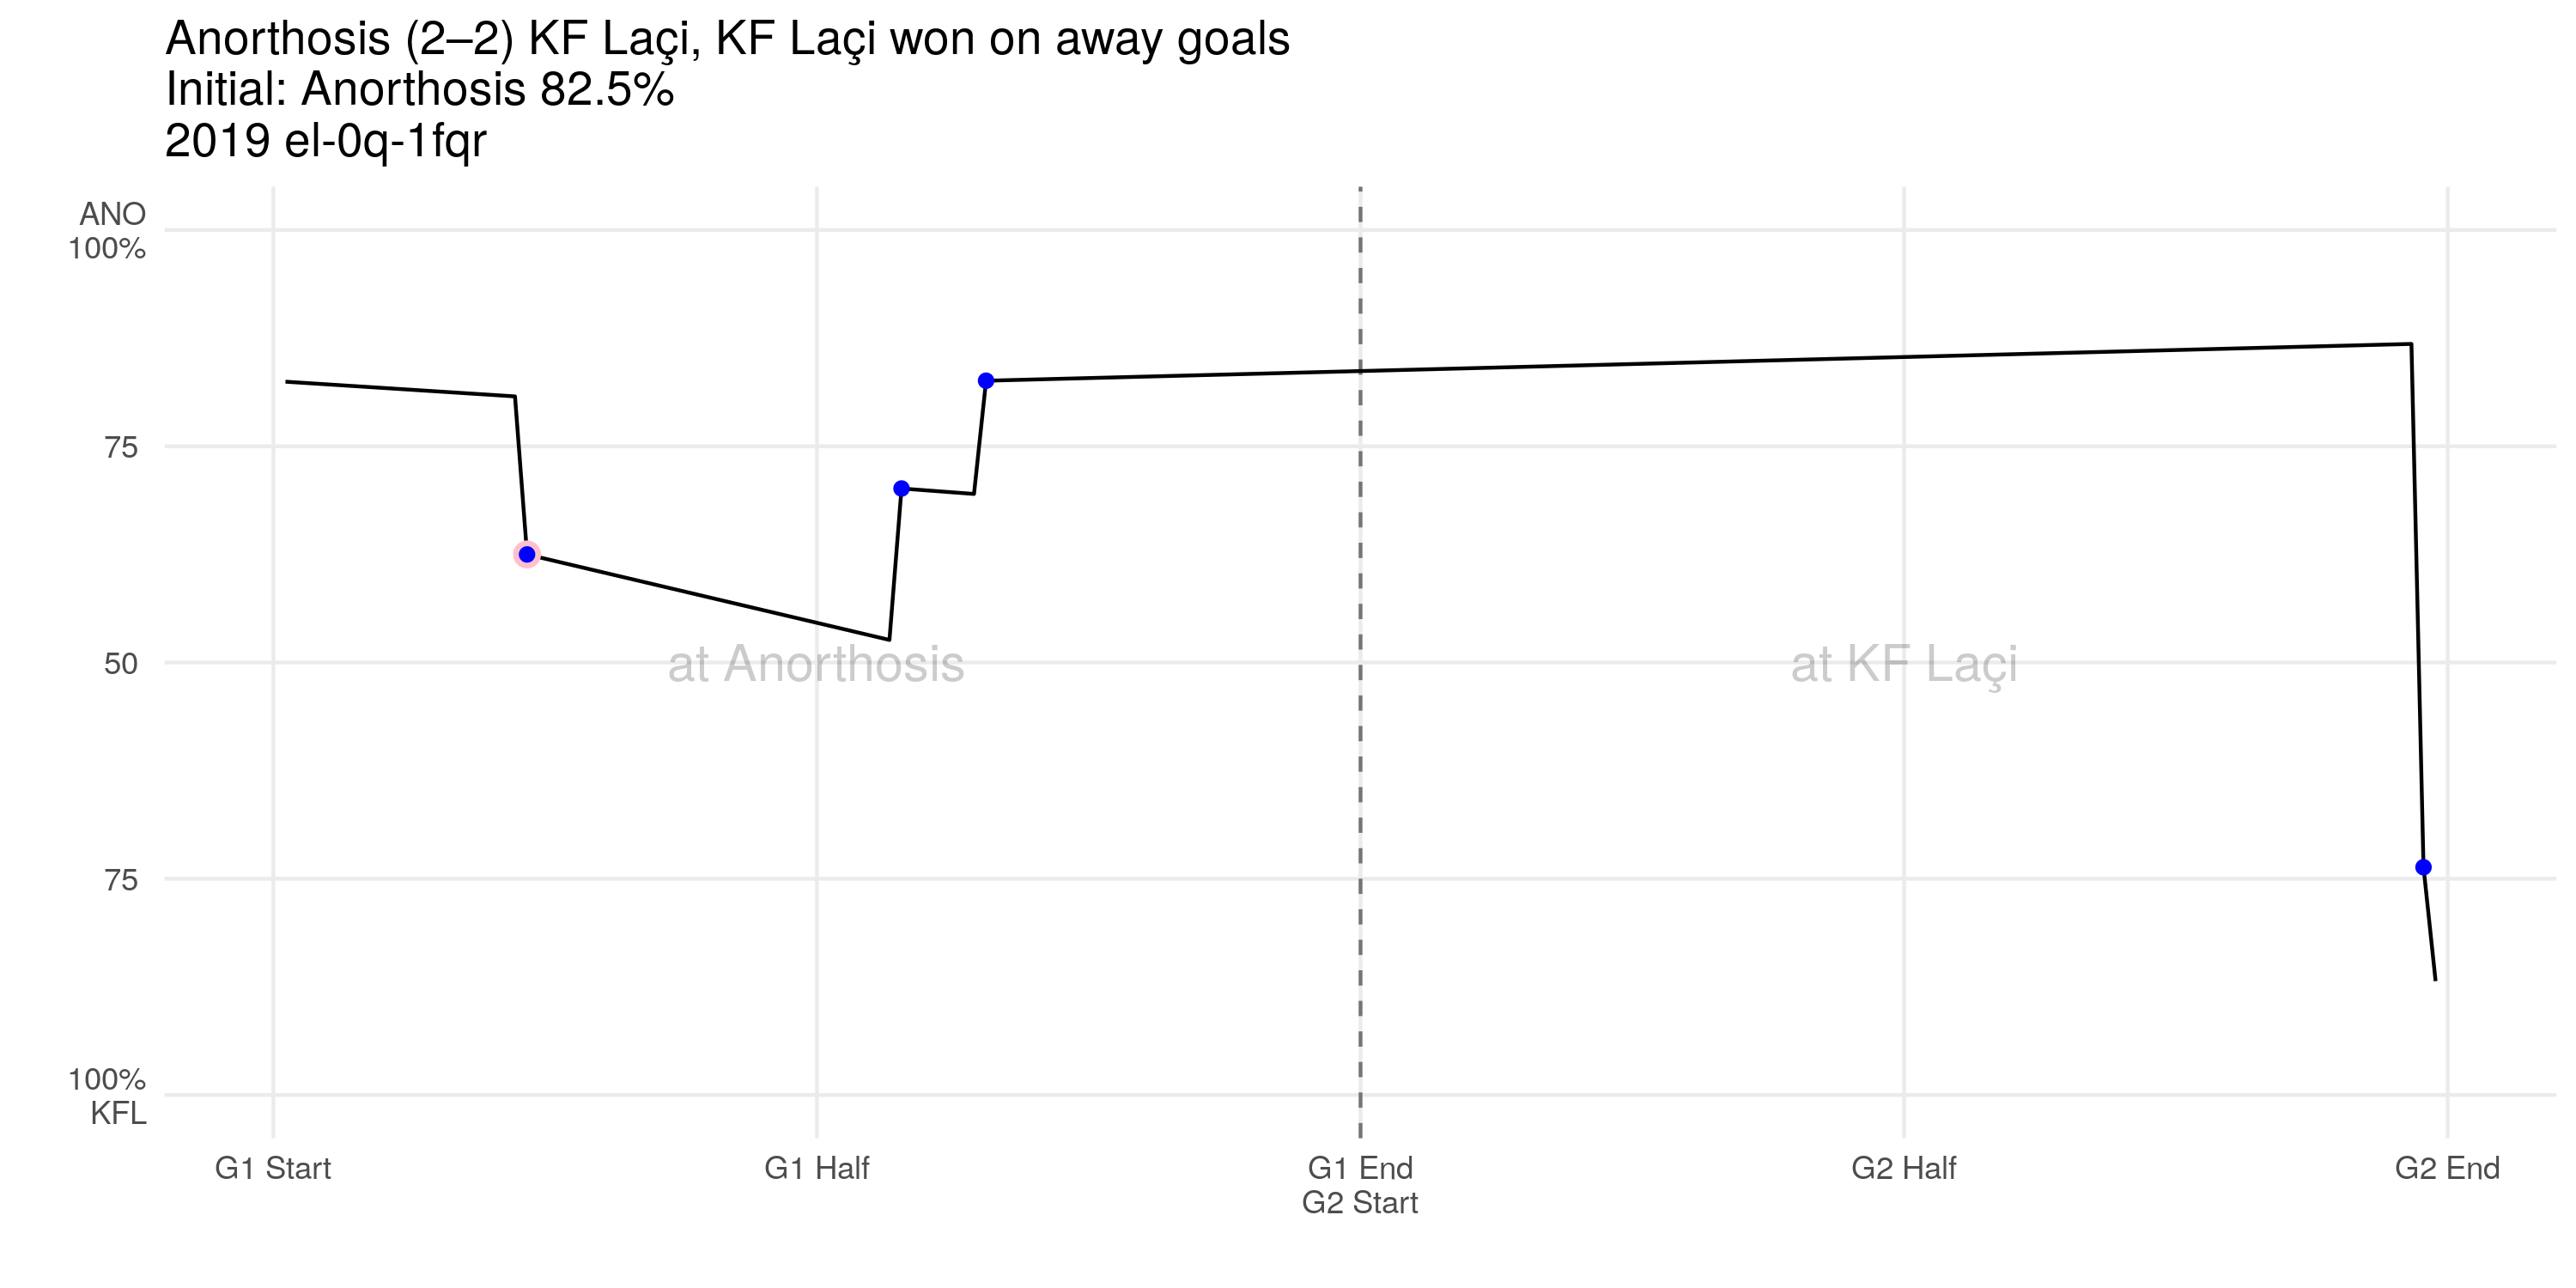 Anorthosis (2–2) KF Laçi, KF Laçi won on away goals
Initial: Anorthosis 82.5%
2019 el-0q-1fqr
ANO
100%
75
50
75
100%
KFL
at Anorthosis
at KF Laçi
G1 Start
G1 Half
G1 End
G2 Start
G2 Half
G2 End